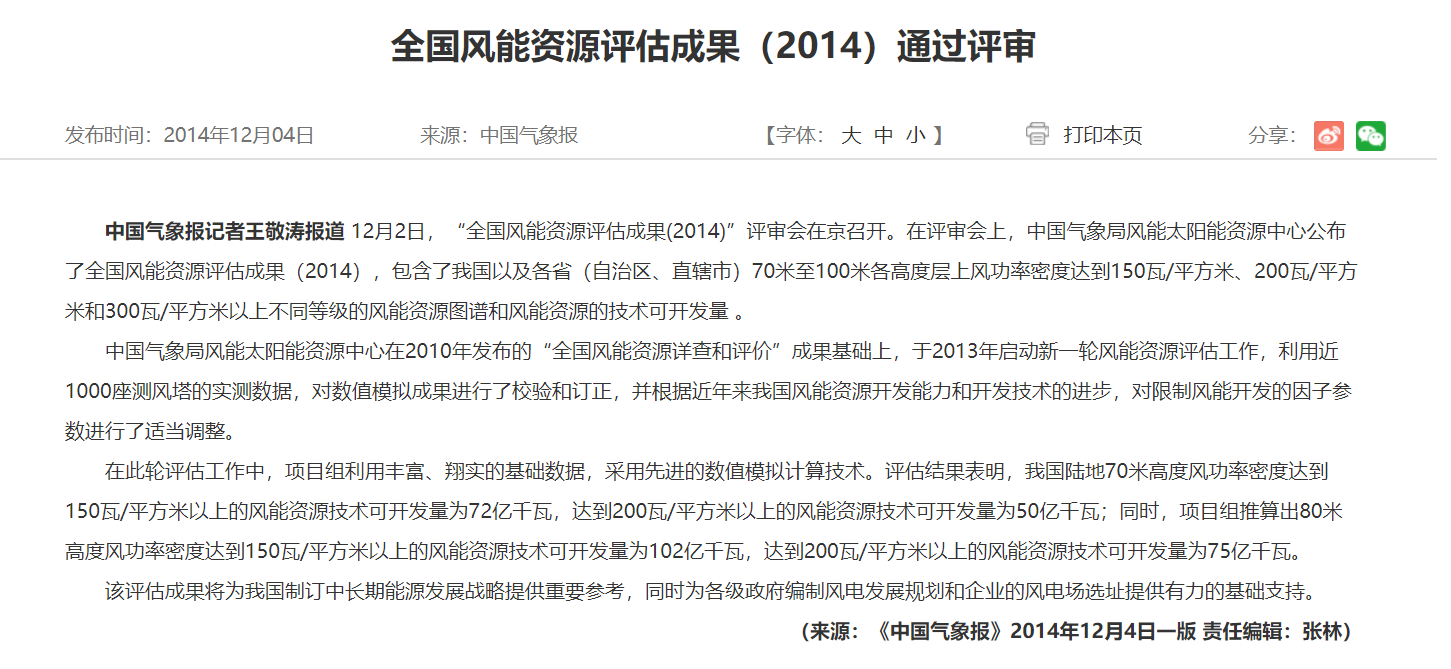 全国风能资源评估成果（2014）通过评审
发布时间：2014年12月04日 来源：中国气象报 【字体： 大 中 小 】 打印本页 分享：
中国气象报记者王敬涛报道 12月2日，“全国风能资源评估成果(2014)”评审会在京召开。在评审会上，中国气象局风能太阳能资源中心公布
了全国风能资源评估成果（2014），包含了我国以及各省（自治区、直辖市）70米至100米各高度层上风功率密度达到150瓦/平方米、200瓦/平方
米和300瓦/平方米以上不同等级的风能资源图谱和风能资源的技术可开发量 。
中国气象局风能太阳能资源中心在2010年发布的“全国风能资源详查和评价”成果基础上，于2013年启动新一轮风能资源评估工作，利用近
1000座测风塔的实测数据，对数值模拟成果进行了校验和订正，并根据近年来我国风能资源开发能力和开发技术的进步，对限制风能开发的因子参
数进行了适当调整。
在此轮评估工作中，项目组利用丰富、翔实的基础数据，采用先进的数值模拟计算技术。评估结果表明，我国陆地70米高度风功率密度达到
150瓦/平方米以上的风能资源技术可开发量为72亿千瓦，达到200瓦/平方米以上的风能资源技术可开发量为50亿千瓦；同时，项目组推算出80米
高度风功率密度达到150瓦/平方米以上的风能资源技术可开发量为102亿千瓦，达到200瓦/平方米以上的风能资源技术可开发量为75亿千瓦。
该评估成果将为我国制订中长期能源发展战略提供重要参考，同时为各级政府编制风电发展规划和企业的风电场选址提供有力的基础支持。
（来源：《中国气象报》2014年12月4日一版 责任编辑：张林）